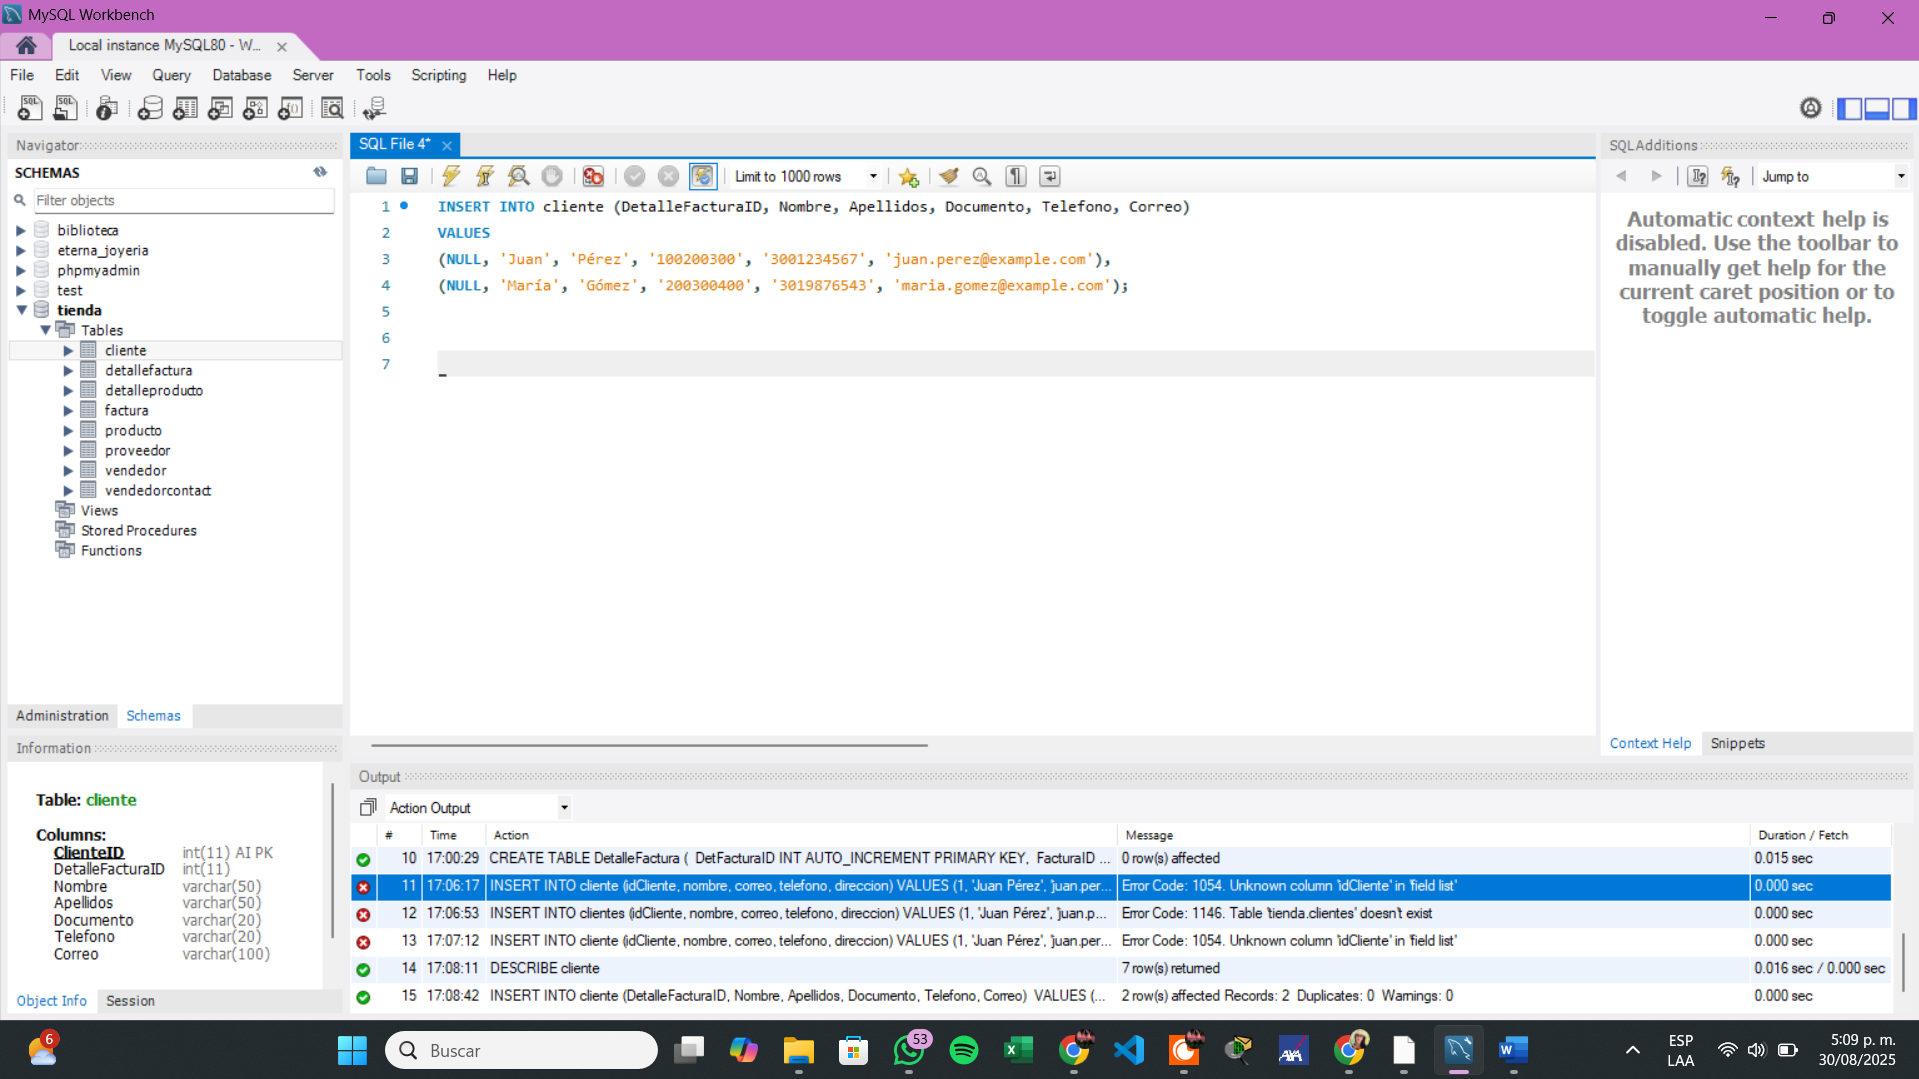 MySQL Workbench
Local instance MySQL80 - W...
File Edit View Query Database Server Tools Scripting Help
Navigator
SCHEMAS
Filter objects
biblioteca
eterna_joyeria
phpmyadmin
test
tienda
Tables
cliente
detallefactura
detalleproducto
factura
producto
proveedor
vendedor
vendedorcontact
Views
Stored Procedures
Functions
Administration Schemas
Information
Table: cliente
Columns:
ClienteID int(11) AI PK
DetalleFacturaID int(11)
Nombre varchar(50)
Apellidos varchar(50)
Documento varchar(20)
Telefono varchar(20)
Correo varchar(100)
Object Info Session
SQL File 4*
Limit to 1000 rows
1 INSERT INTO cliente (DetalleFacturaID, Nombre, Apellidos, Documento, Telefono, Correo)
2 VALUES
3 (NULL, 'Juan', 'Pérez', '100200300', '3001234567', 'juan.perez@example.com'),
4 (NULL, 'María', 'Gómez', '200300400', '3019876543', 'maria.gomez@example.com');
5
6
7
SQLAdditions
Jump to
Automatic context help is
disabled. Use the toolbar to
manually get help for the
current caret position or to
toggle automatic help.
Context Help Snippets
Output
Action Output
# Time Action Message Duration / Fetch
10 17:00:29 CREATE TABLE DetalleFactura ( DetFacturaID INT AUTO_INCREMENT PRIMARY KEY, FacturaID ... 0 row(s) affected 0.015 sec
11 17:06:17 INSERT INTO cliente (idCliente, nombre, correo, telefono, direccion) VALUES (1, 'Juan Pérez', 'juan.per... Error Code: 1054. Unknown column 'idCliente' in 'field list' 0.000 sec
12 17:06:53 INSERT INTO clientes (idCliente, nombre, correo, telefono, direccion) VALUES (1, 'Juan Pérez', 'juan.p... Error Code: 1146. Table 'tienda.clientes' doesn't exist 0.000 sec
13 17:07:12 INSERT INTO cliente (idCliente, nombre, correo, telefono, direccion) VALUES (1, 'Juan Pérez', 'juan.per... Error Code: 1054. Unknown column 'idCliente' in 'field list' 0.000 sec
14 17:08:11 DESCRIBE cliente 7 row(s) returned 0.016 sec / 0.000 sec
15 17:08:42 INSERT INTO cliente (DetalleFacturaID, Nombre, Apellidos, Documento, Telefono, Correo) VALUES (... 2 row(s) affected Records: 2 Duplicates: 0 Warnings: 0 0.000 sec
6
Buscar
53
AXA
ESP
LAA
5:09 p. m.
30/08/2025